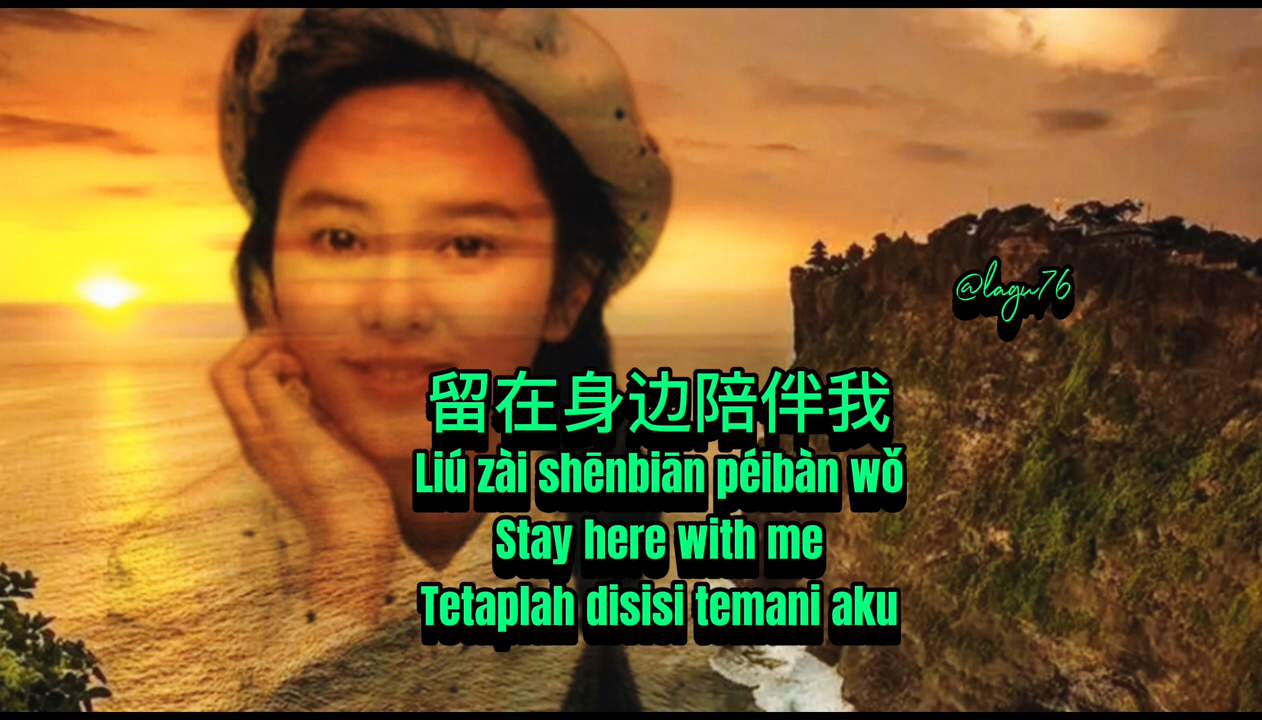 @lagu76
留在身边陪伴我
Liú zài shēnbiān péibàn wǒ
Stay here with me
Tetaplah disisi temani aku